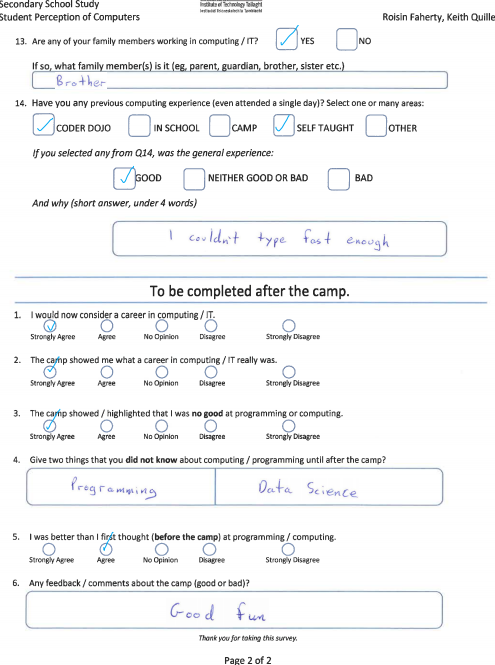 Secondary School Study
Institute of Technology Tallaght
Student Perception of Computers
Roisin Faherty, Keith Quille
13. Are any of your family members working in computing / IT? YES NO
If so, what family member(s) is it (eg, parent, guardian, brother, sister etc.)
Brother
14. Have you any previous computing experience (even attended a single day)? Select one or many areas:
CODER DOJO IN SCHOOL CAMP SELF TAUGHT OTHER
If you selected any from Q14, was the general experience:
GOOD NEITHER GOOD OR BAD BAD
And why (short answer, under 4 words)
I couldn't type fast enough
To be completed after the camp.
1. I would now consider a career in computing / IT.
Strongly Agree Agree No Opinion Disagree Strongly Disagree
2. The camp showed me what a career in computing / IT really was.
Strongly Agree Agree No Opinion Disagree Strongly Disagree
3. The camp showed / highlighted that I was no good at programming or computing.
Strongly Agree Agree No Opinion Disagree Strongly Disagree
4. Give two things that you did not know about computing / programming until after the camp?
Programming Data Science
5. I was better than I first thought (before the camp) at programming / computing.
Strongly Agree Agree No Opinion Disagree Strongly Disagree
6. Any feedback / comments about the camp (good or bad)?
Good fun
Thank you for taking this survey.
Page 2 of 2